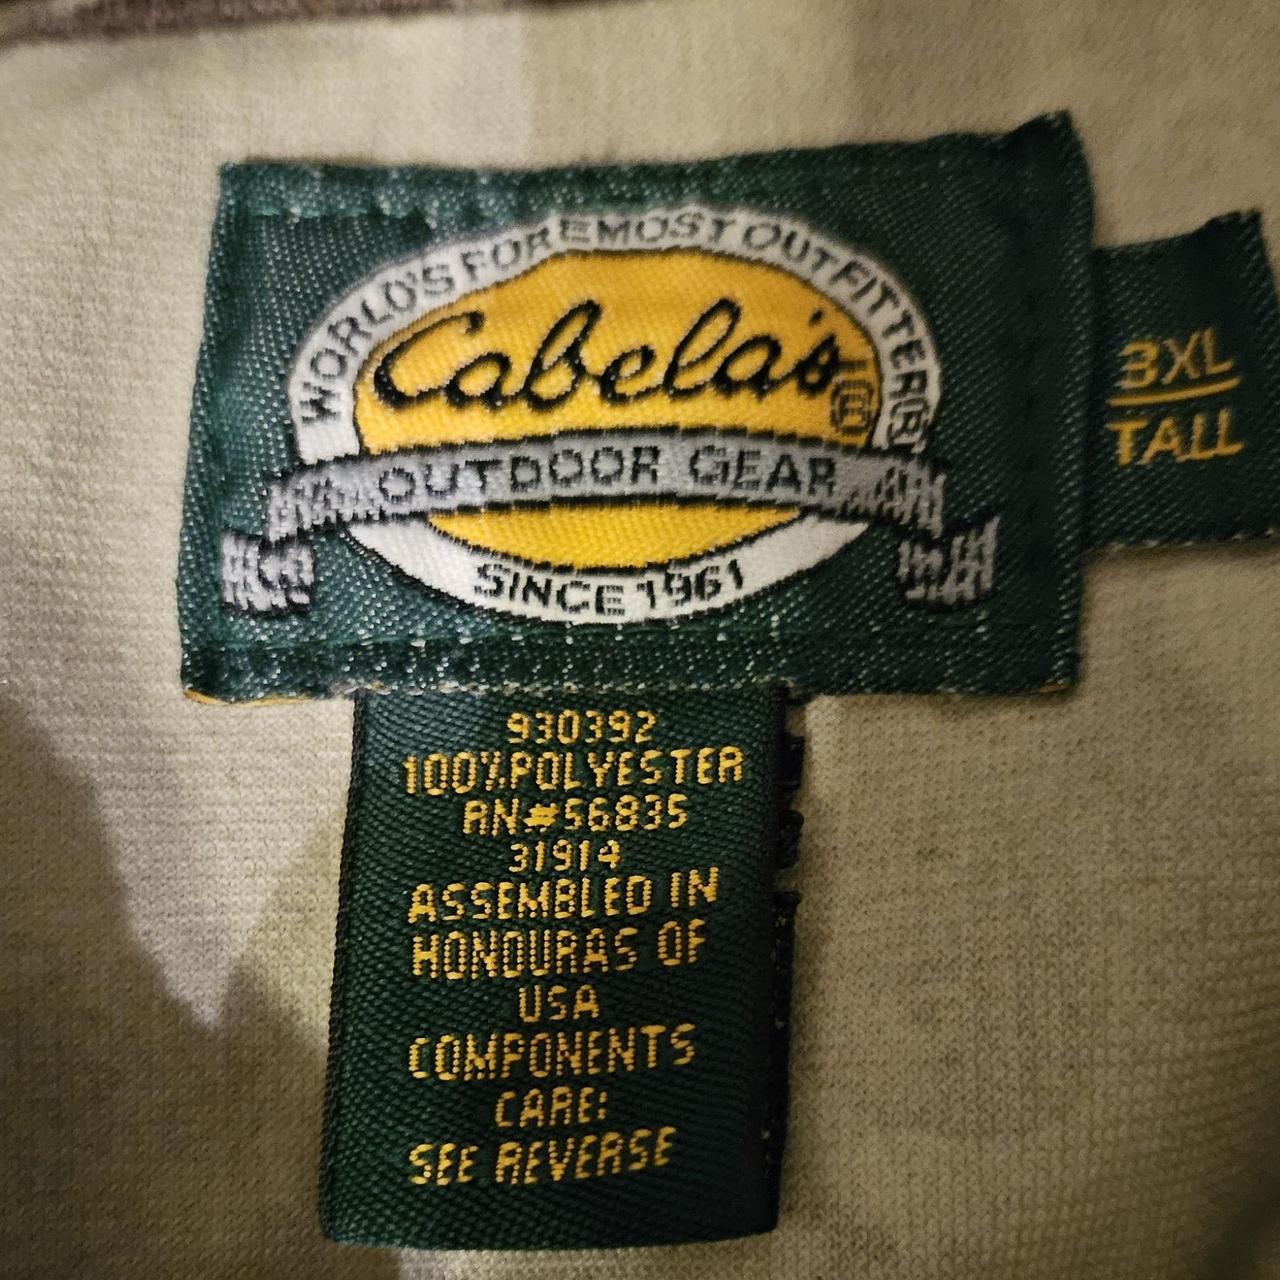 WORLD'S FOREMOST OUTFITTER®
Cabela's®
OUTDOOR GEAR
SINCE 1961
3XL
TALL
930392
100%POLYESTER
RN#56835
31914
ASSEMBLED IN
HONDURAS OF
USA
COMPONENTS
CARE:
SEE REVERSE